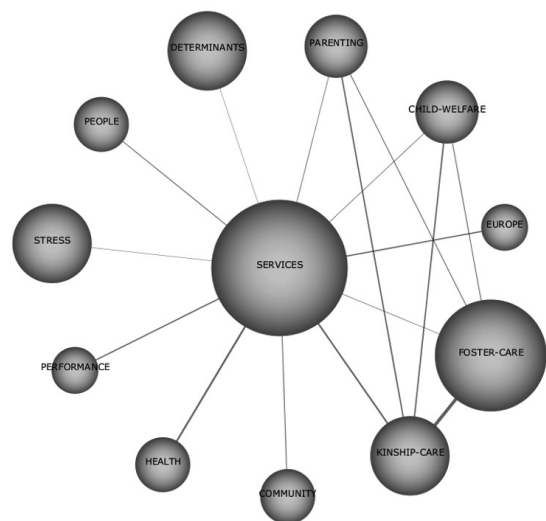 DETERMINANTS
PARENTING
CHILD-WELFARE
PEOPLE
EUROPE
STRESS
SERVICES
FOSTER-CARE
PERFORMANCE
KINSHIP-CARE
HEALTH
COMMUNITY